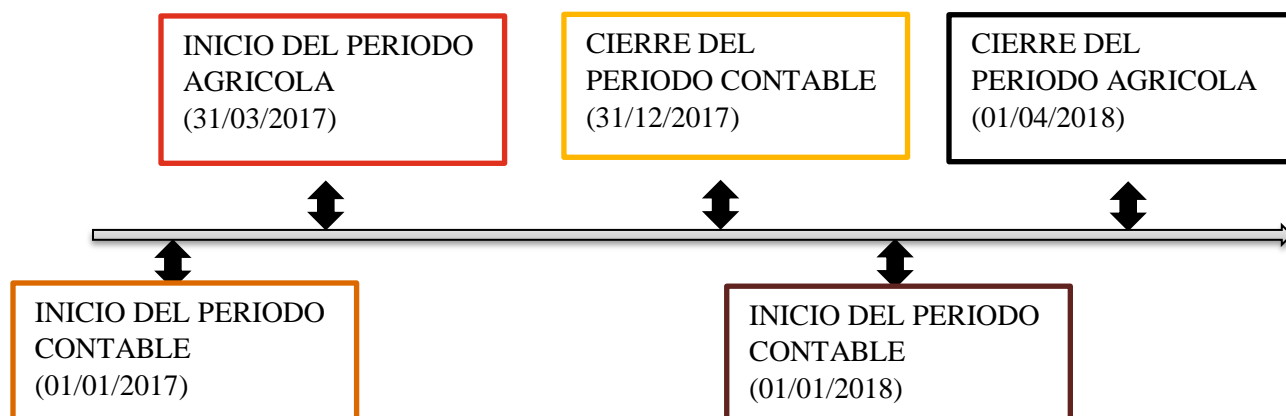 INICIO DEL PERIODO
AGRICOLA
(31/03/2017)
CIERRE DEL
PERIODO CONTABLE
(31/12/2017)
CIERRE DEL
PERIODO AGRICOLA
(01/04/2018)
INICIO DEL PERIODO
CONTABLE
(01/01/2017)
INICIO DEL PERIODO
CONTABLE
(01/01/2018)